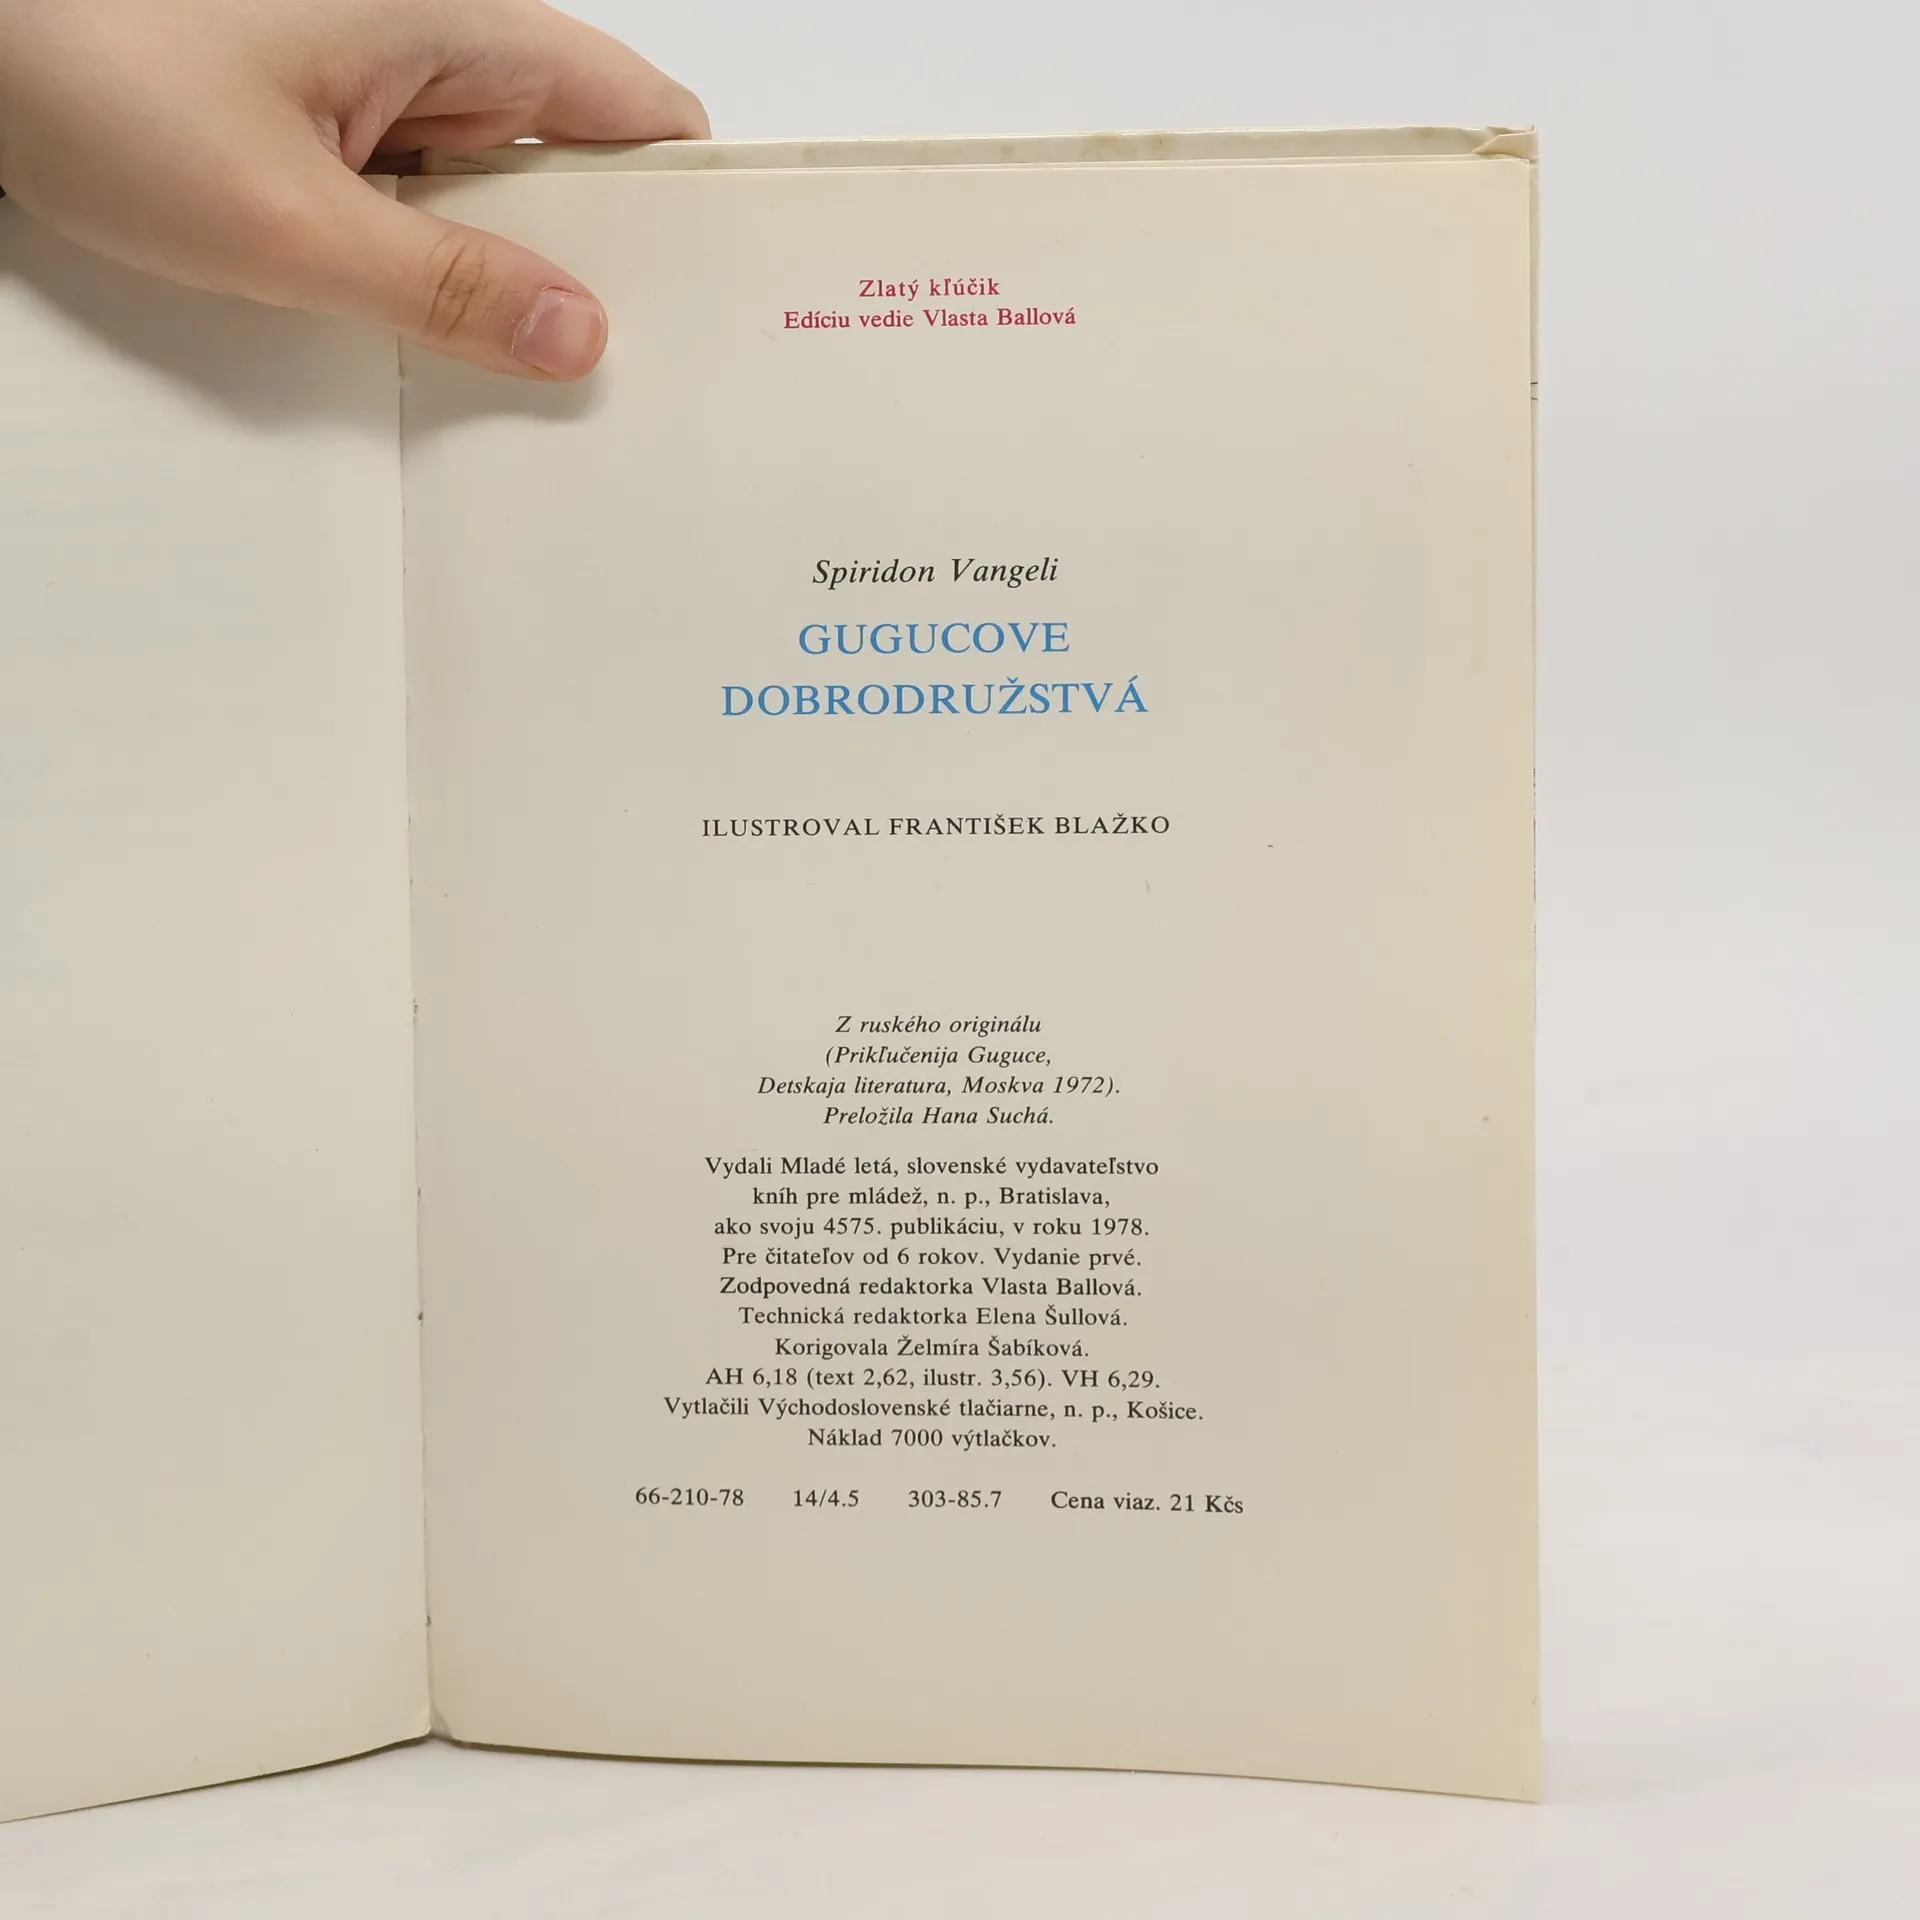 Zlatý kľúčik
Edíciu vedie Vlasta Ballová
Spiridon Vangeli
GUGUCOVE
DOBRODRUŽSTVÁ
ILUSTROVAL FRANTIŠEK BLAŽKO
Z ruského originálu
(Prikľučenija Guguce,
Detskaja literatura, Moskva 1972).
Preložila Hana Suchá.
Vydali Mladé letá, slovenské vydavateľstvo
kníh pre mládež, n. p., Bratislava,
ako svoju 4575. publikáciu, v roku 1978.
Pre čitateľov od 6 rokov. Vydanie prvé.
Zodpovedná redaktorka Vlasta Ballová.
Technická redaktorka Elena Šullová.
Korigovala Želmíra Šabíková.
AH 6,18 (text 2,62, ilustr. 3,56). VH 6,29.
Vytlačili Východoslovenské tlačiarne, n. p., Košice.
Náklad 7000 výtlačkov.
66-210-78 14/4.5 303-85.7 Cena viaz. 21 Kčs